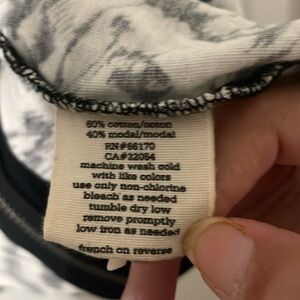 60% cotton/coton
40% modal/modal
RN#66170
CA#32054
machine wash cold
with like colors
use only non-chlorine
bleach as needed
tumble dry low
remove promptly
low iron as needed
french on reverse